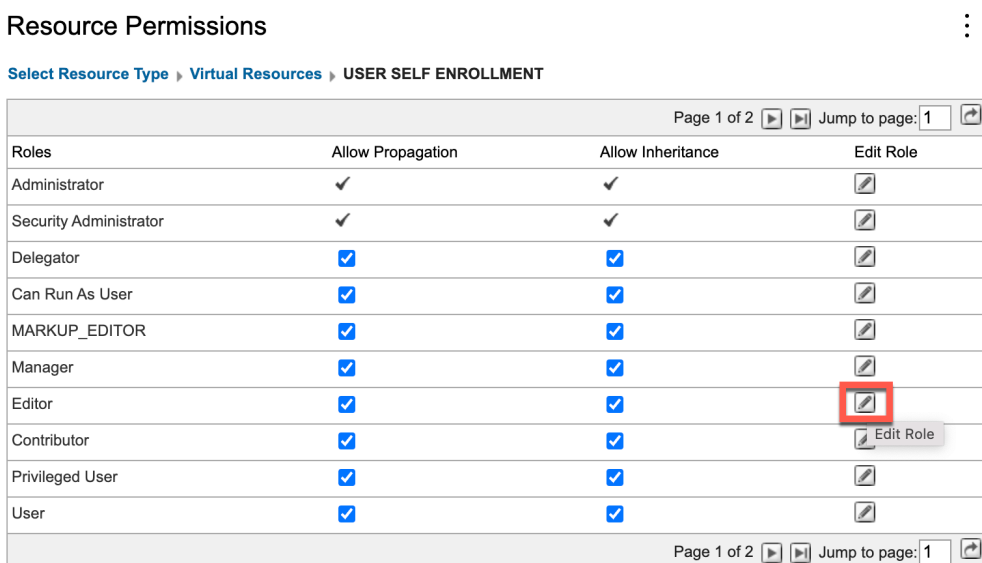 Resource Permissions
Select Resource Type Virtual Resources USER SELF ENROLLMENT
Page 1 of 2 Jump to page: 1
Roles Allow Propagation Allow Inheritance Edit Role
Administrator
Security Administrator
Delegator
Can Run As User
MARKUP_EDITOR
Manager
Editor
Edit Role
Contributor
Privileged User
User
Page 1 of 2 Jump to page: 1